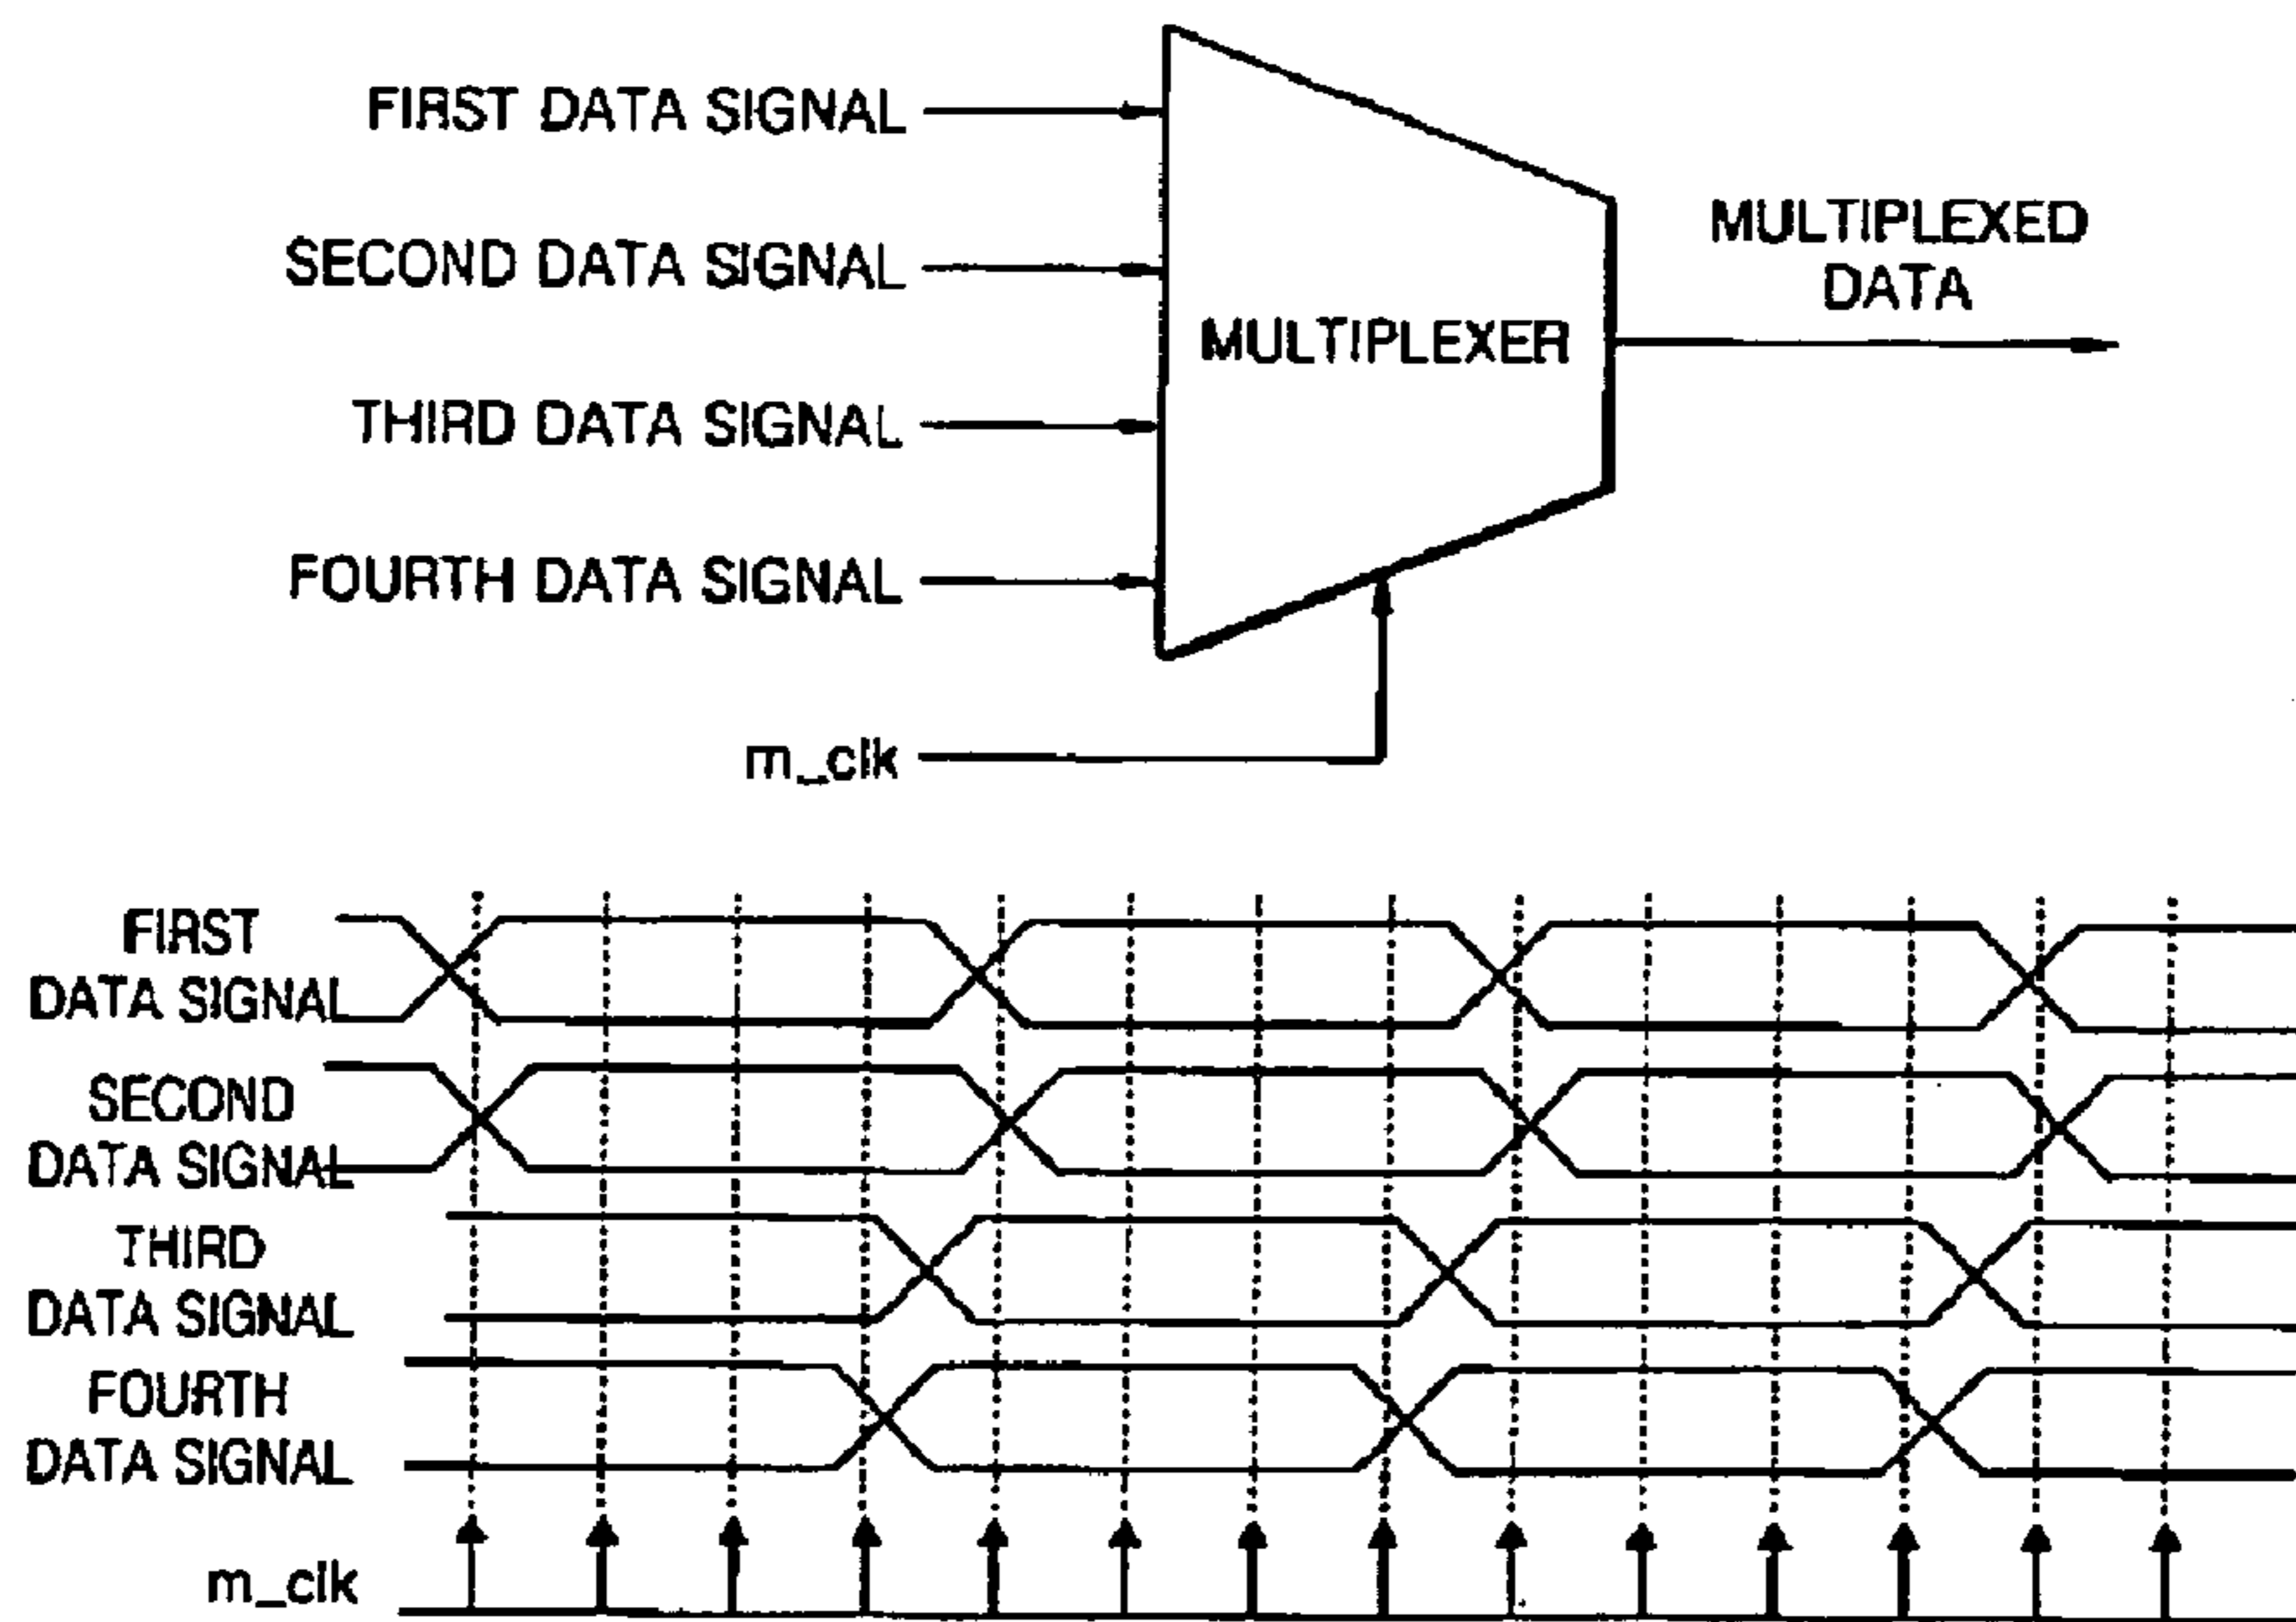 FIRST DATA SIGNAL
SECOND DATA SIGNAL
THIRD DATA SIGNAL
FOURTH DATA SIGNAL
MULTIPLEXER
MULTIPLEXED
DATA
m_clk
FIRST
DATA SIGNAL
SECOND
DATA SIGNAL
THIRD
DATA SIGNAL
FOURTH
DATA SIGNAL
m_clk